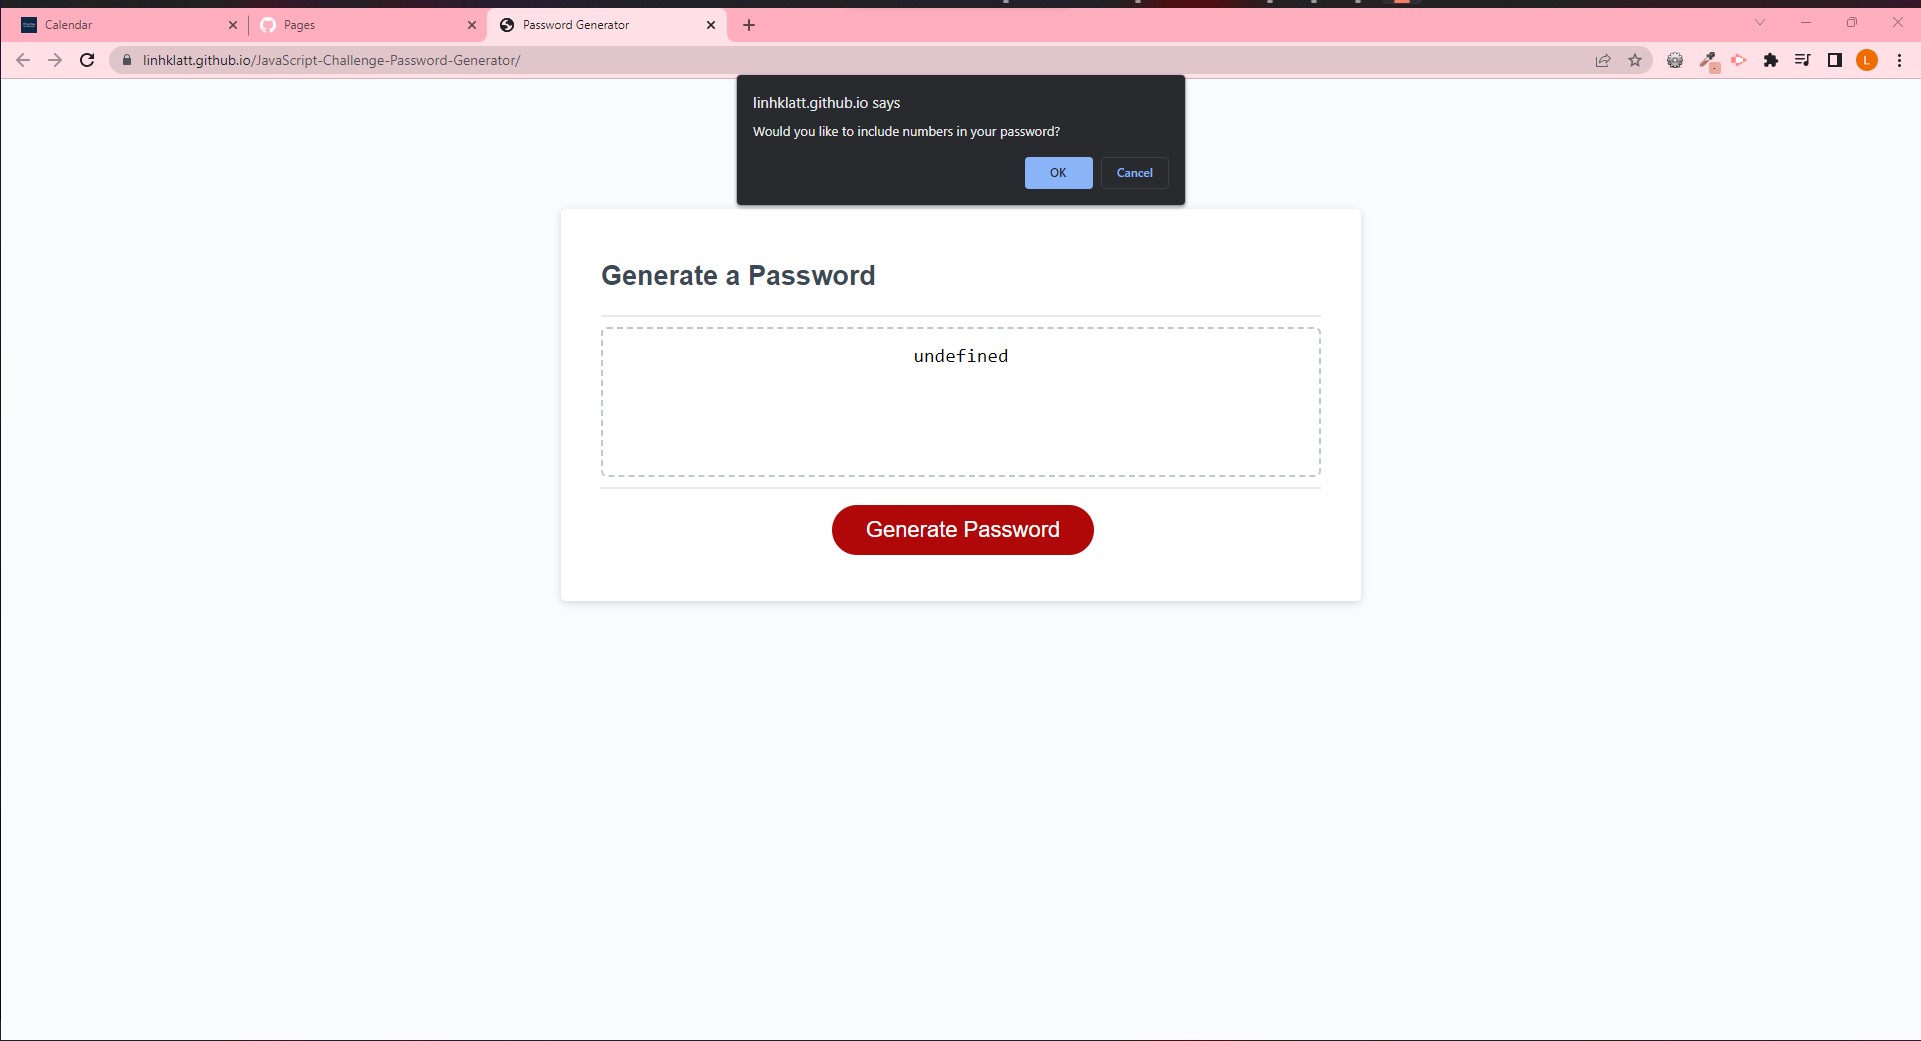 Calendar
Pages
Password Generator
linhklatt.github.io/JavaScript-Challenge-Password-Generator/
L
linhklatt.github.io says
Would you like to include numbers in your password?
OK
Cancel
Generate a Password
undefined
Generate Password